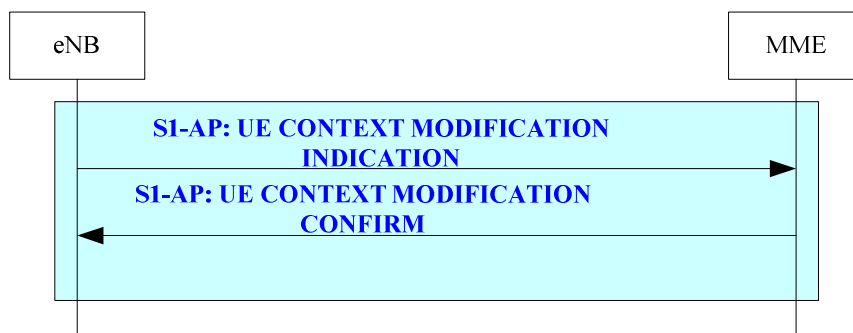 eNB
MME
S1-AP: UE CONTEXT MODIFICATION
INDICATION
S1-AP: UE CONTEXT MODIFICATION
CONFIRM